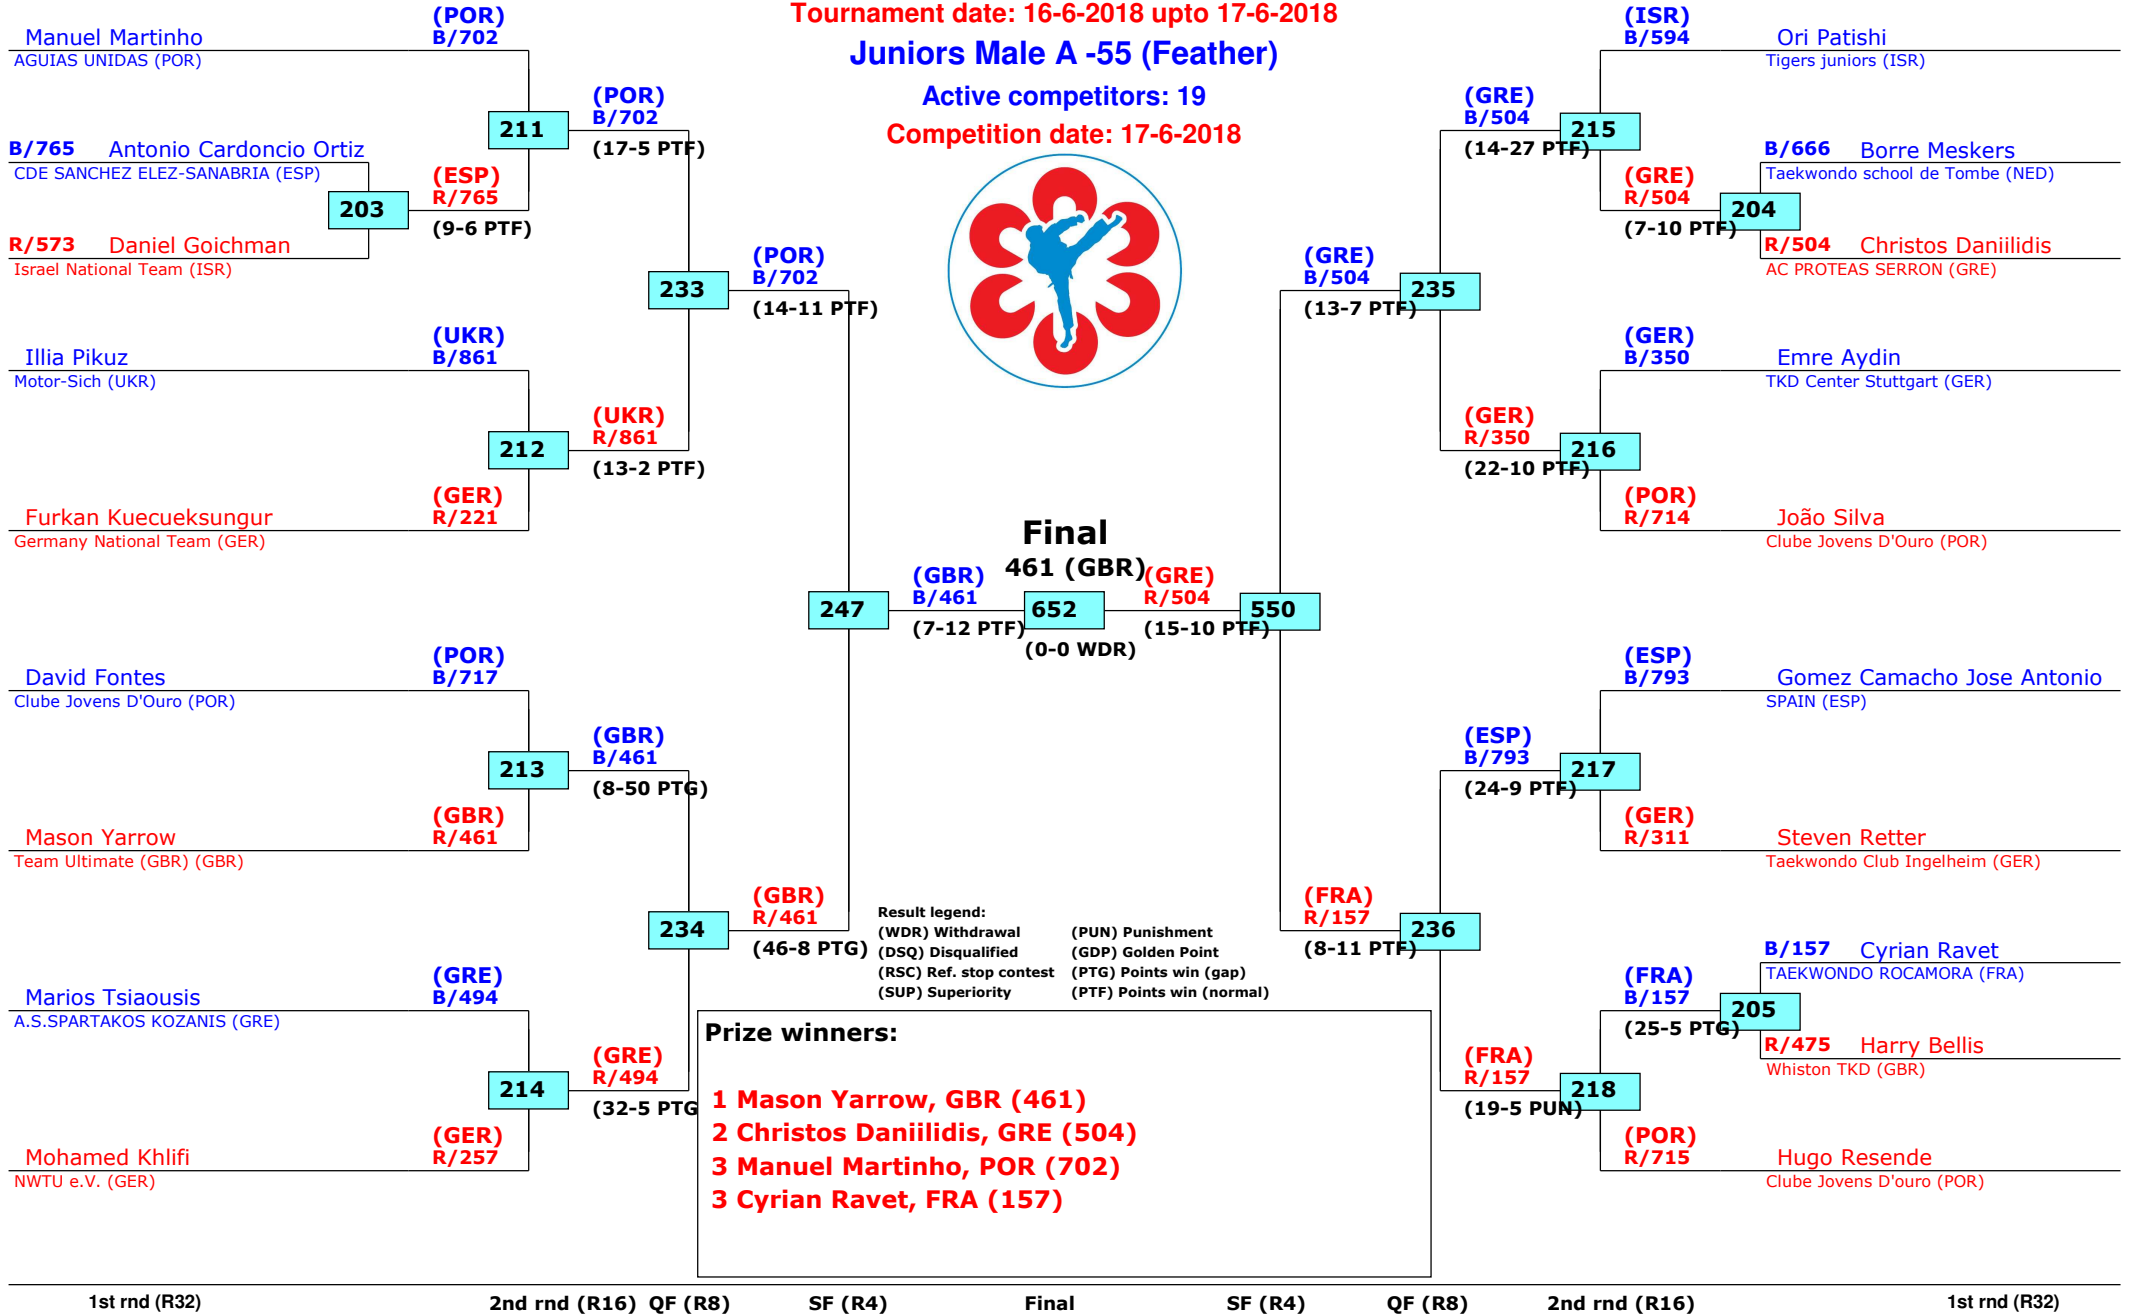 Tournament date: 16-6-2018 upto 17-6-2018
Juniors Male A -55 (Feather)
Active competitors: 19
Competition date: 17-6-2018
(POR)
Manuel Martinho B/702
AGUIAS UNIDAS (POR)
211
(POR)
B/702
(17-5 PTF)
B/765 Antonio Cardoncio Ortiz
CDE SANCHEZ ELEZ-SANABRIA (ESP)
203
(ESP)
R/765
(9-6 PTF)
R/573 Daniel Goichman
Israel National Team (ISR)
233
(POR)
B/702
(14-11 PTF)
(UKR)
Illia Pikuz B/861
Motor-Sich (UKR)
212
(UKR)
R/861
(13-2 PTF)
(GER)
Furkan Kuecueksungur R/221
Germany National Team (GER)
247
(GBR)
B/461
(7-12 PTF)
(POR)
David Fontes B/717
Clube Jovens D'Ouro (POR)
213
(GBR)
B/461
(8-50 PTG)
(GBR)
Mason Yarrow R/461
Team Ultimate (GBR) (GBR)
234
(GBR)
R/461
(46-8 PTG)
(GRE)
Marios Tsiaousis B/494
A.S.SPARTAKOS KOZANIS (GRE)
214
(GRE)
R/494
(32-5 PTG
(GER)
Mohamed Khlifi R/257
NWTU e.V. (GER)
Final
461 (GBR)
652
(0-0 WDR)
(GRE)
R/504
(15-10 PTF)
550
(ISR)
B/594 Ori Patishi
Tigers juniors (ISR)
(GRE)
B/504
(14-27 PTF)
215
B/666 Borre Meskers
Taekwondo school de Tombe (NED)
(GRE)
R/504
(7-10 PTF)
204
R/504 Christos Daniilidis
AC PROTEAS SERRON (GRE)
(GRE)
B/504
(13-7 PTF)
235
(GER)
B/350 Emre Aydin
TKD Center Stuttgart (GER)
(GER)
R/350
(22-10 PTF)
216
(POR)
R/714 João Silva
Clube Jovens D'Ouro (POR)
(ESP)
B/793 Gomez Camacho Jose Antonio
SPAIN (ESP)
(ESP)
B/793
(24-9 PTF)
217
(GER)
R/311 Steven Retter
Taekwondo Club Ingelheim (GER)
(FRA)
R/157
(8-11 PTF)
236
B/157 Cyrian Ravet
TAEKWONDO ROCAMORA (FRA)
(FRA)
B/157
(25-5 PTG)
205
R/475 Harry Bellis
Whiston TKD (GBR)
(FRA)
R/157
(19-5 PUN)
218
(POR)
R/715 Hugo Resende
Clube Jovens D'ouro (POR)
Result legend:
(WDR) Withdrawal (PUN) Punishment
(DSQ) Disqualified (GDP) Golden Point
(RSC) Ref. stop contest (PTG) Points win (gap)
(SUP) Superiority (PTF) Points win (normal)
Prize winners:
1 Mason Yarrow, GBR (461)
2 Christos Daniilidis, GRE (504)
3 Manuel Martinho, POR (702)
3 Cyrian Ravet, FRA (157)
1st rnd (R32) 2nd rnd (R16) QF (R8) SF (R4) Final SF (R4) QF (R8) 2nd rnd (R16) 1st rnd (R32)